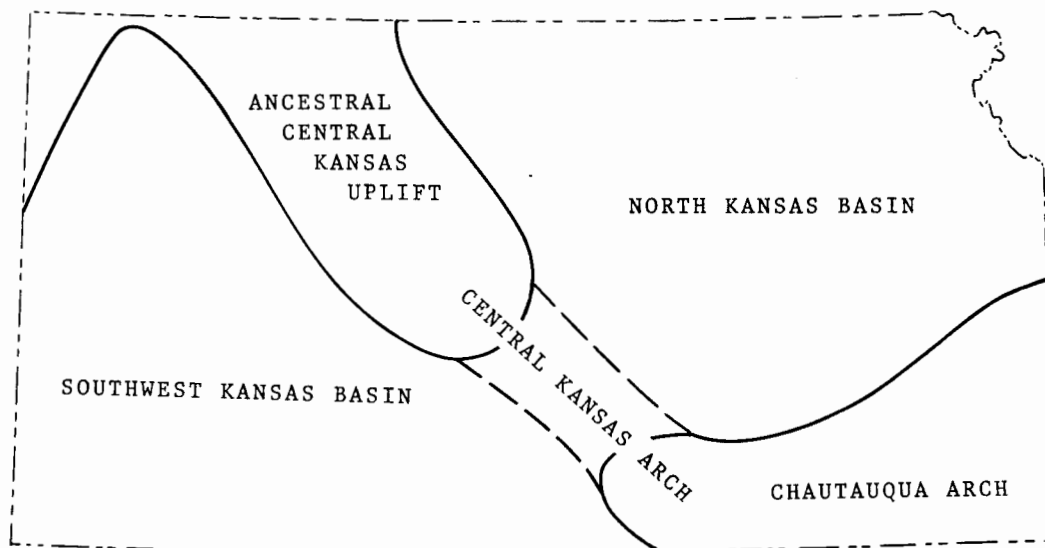 ANCESTRAL
CENTRAL
KANSAS
UPLIFT
NORTH KANSAS BASIN
CENTRAL KANSAS ARCH
SOUTHWEST KANSAS BASIN
CHAUTAUQUA ARCH